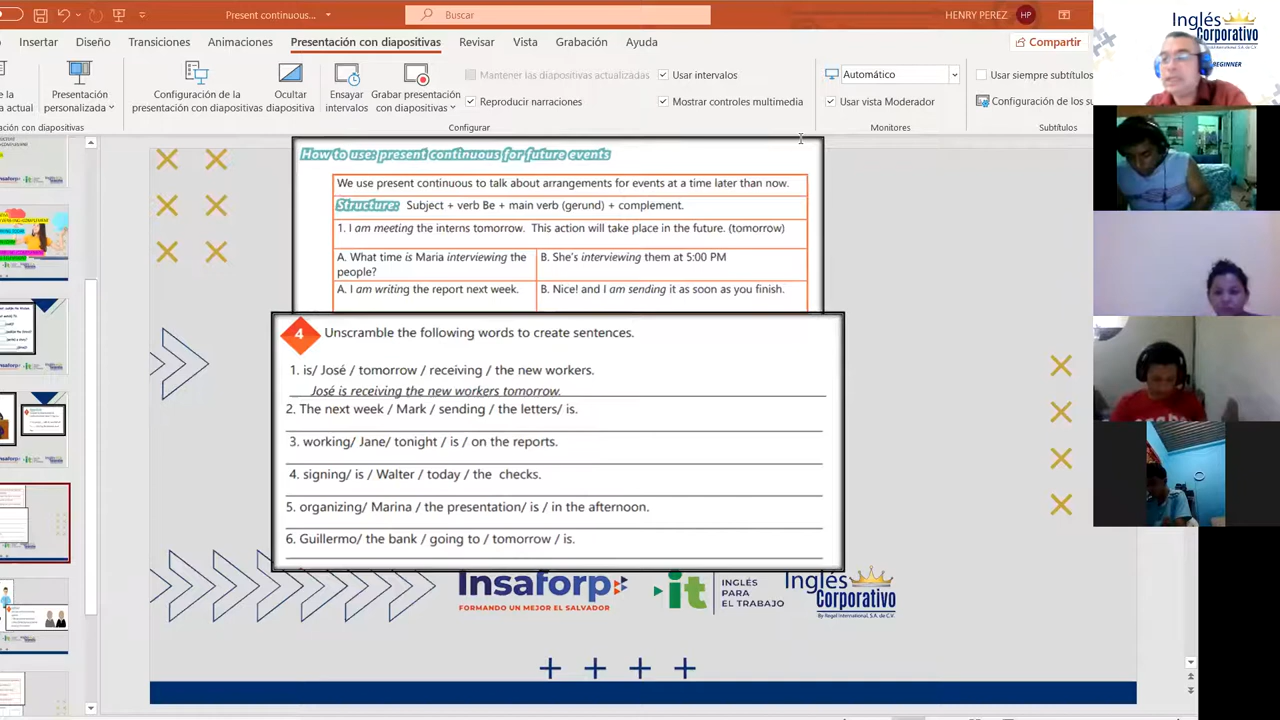 Present continuous...
Buscar
HENRY PEREZ
HP
Insertar
Diseño
Transiciones
Animaciones
Presentación con diapositivas
Revisar
Vista
Grabación
Ayuda
Compartir
Mantener las diapositivas actualizadas
Usar intervalos
Automático
Usar siempre subtítulos
Presentación
personalizada
Configuración de la
presentación con diapositivas
Ocultar
diapositiva
Ensayar
intervalos
Grabar presentación
con diapositivas
Reproducir narraciones
Mostrar controles multimedia
Usar vista Moderador
Configuración de los su
Configurar
Monitores
Subtítulos
Inglés
Corporativo
BEGINNER
How to use: present continuous for future events
We use present continuous to talk about arrangements for events at a time later than now.
Structure: Subject + verb Be + main verb (gerund) + complement.
1. I am meeting the interns tomorrow. This action will take place in the future. (tomorrow)
A. What time is Maria interviewing the people?
B. She's interviewing them at 5:00 PM
A. I am writing the report next week.
B. Nice! and I am sending it as soon as you finish.
4 Unscramble the following words to create sentences.
1. is/ José / tomorrow / receiving / the new workers.
José is receiving the new workers tomorrow.
2. The next week / Mark / sending / the letters/ is.
3. working/ Jane/ tonight / is / on the reports.
4. signing/ is / Walter / today / the checks.
5. organizing/ Marina / the presentation/ is / in the afternoon.
6. Guillermo/ the bank / going to / tomorrow / is.
Insaforp
FORMANDO UN MEJOR EL SALVADOR
it
INGLÉS
PARA
EL TRABAJO
Inglés
Corporativo
By Regal International, S.A. de C.V.